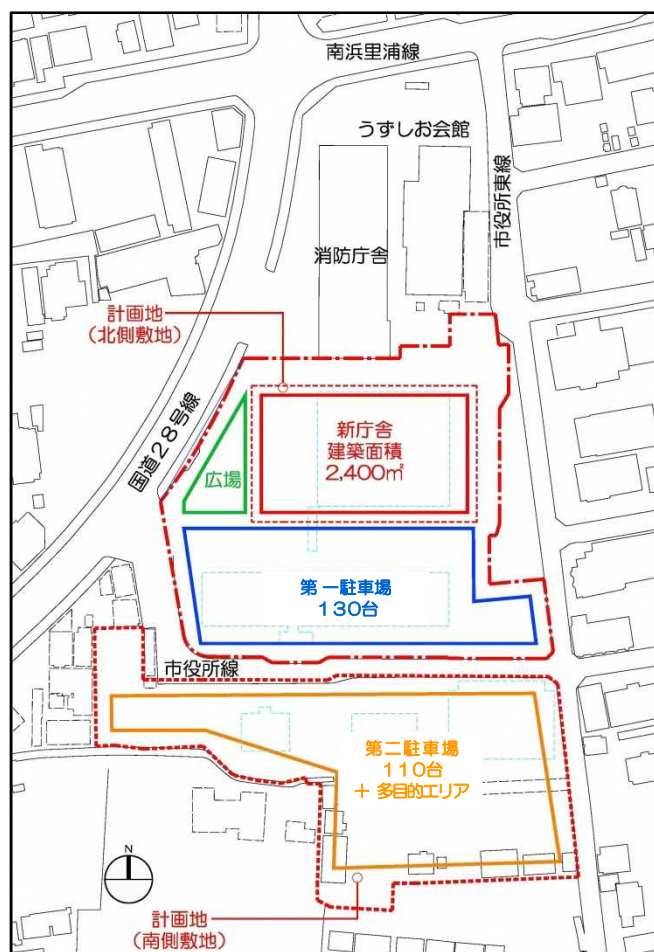 南浜里浦線
うずしお会館
市役所東線
消防庁舎
計画地
(北側敷地)
国道28号線
新庁舎
建築面積
2,400㎡
広場
第一駐車場
130台
市役所線
第二駐車場
110台
+ 多目的エリア
N
計画地
(南側敷地)